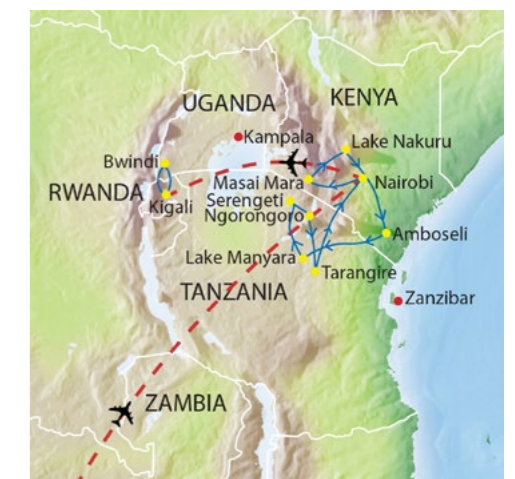 UGANDA
KENYA
Kampala
Lake Nakuru
Bwindi
Masai Mara
Nairobi
RWANDA
Kigali
Serengeti
Ngorongoro
Amboseli
Lake Manyara
Tarangire
TANZANIA
Zanzibar
ZAMBIA